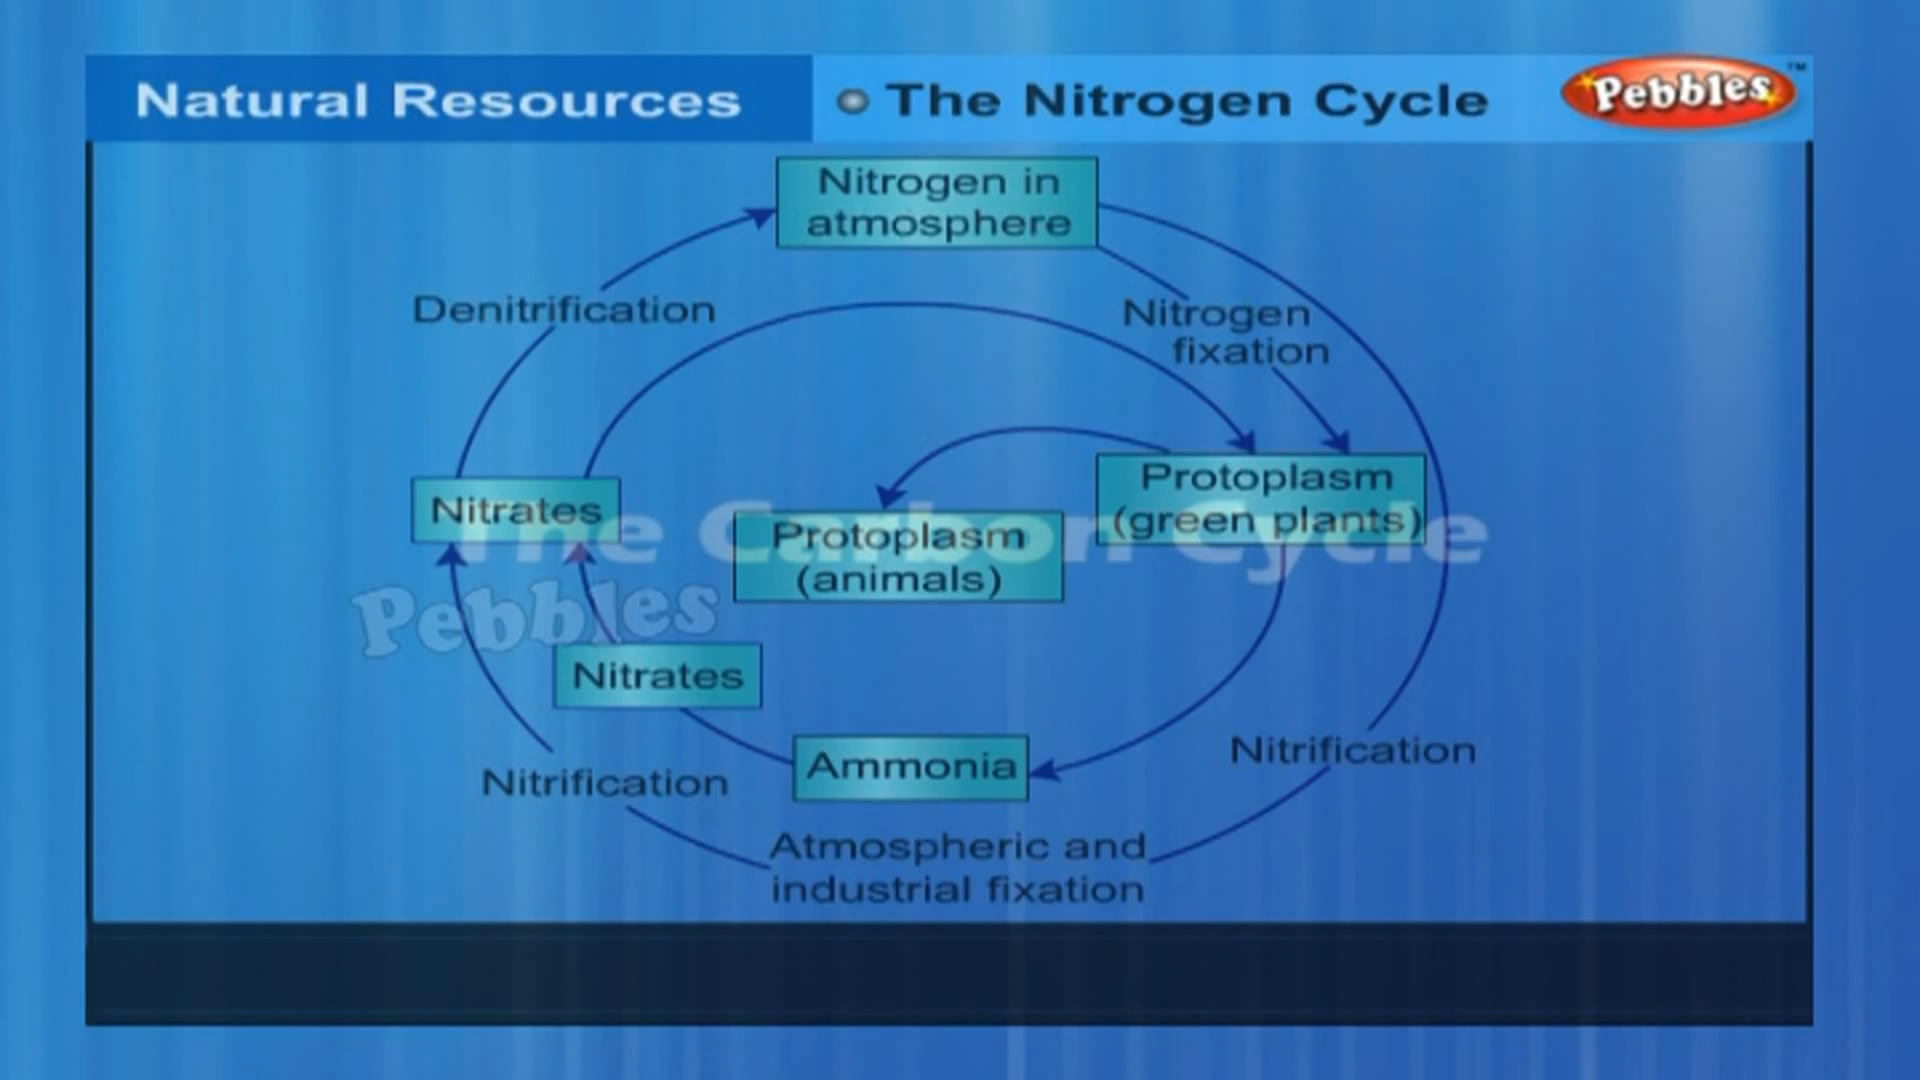 Natural Resources
The Nitrogen Cycle
Pebbles
TM
Nitrogen in
atmosphere
Denitrification
Nitrogen
fixation
Nitrates
Protoplasm
(green plants)
Protoplasm
(animals)
The Carbon Cycle
Pebbles
Nitrates
Ammonia
Nitrification
Nitrification
Atmospheric and
industrial fixation